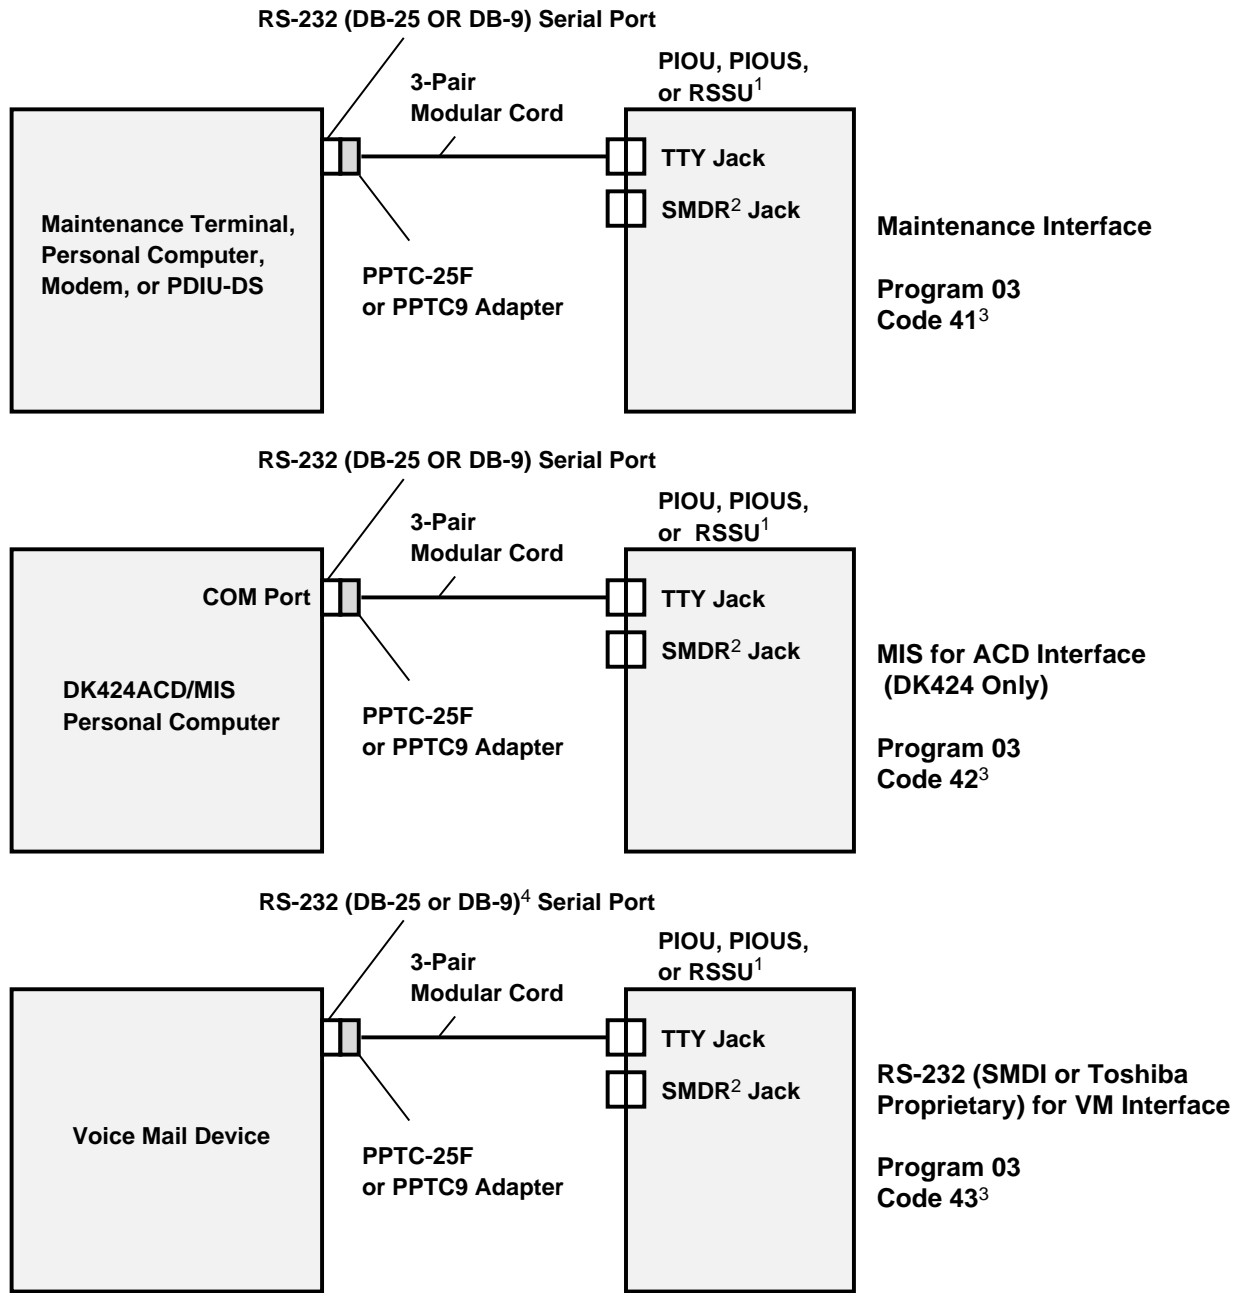 RS-232 (DB-25 OR DB-9) Serial Port
3-Pair
Modular Cord
PIOU, PIOUS,
or RSSU1
Maintenance Terminal,
Personal Computer,
Modem, or PDIU-DS
PPTC-25F
or PPTC9 Adapter
TTY Jack
SMDR2 Jack
Maintenance Interface
Program 03
Code 413
RS-232 (DB-25 OR DB-9) Serial Port
3-Pair
Modular Cord
PIOU, PIOUS,
or RSSU1
COM Port
DK424ACD/MIS
Personal Computer
PPTC-25F
or PPTC9 Adapter
TTY Jack
SMDR2 Jack
MIS for ACD Interface
(DK424 Only)
Program 03
Code 423
RS-232 (DB-25 or DB-9)4 Serial Port
3-Pair
Modular Cord
PIOU, PIOUS,
or RSSU1
Voice Mail Device
PPTC-25F
or PPTC9 Adapter
TTY Jack
SMDR2 Jack
RS-232 (SMDI or Toshiba
Proprietary) for VM Interface
Program 03
Code 433